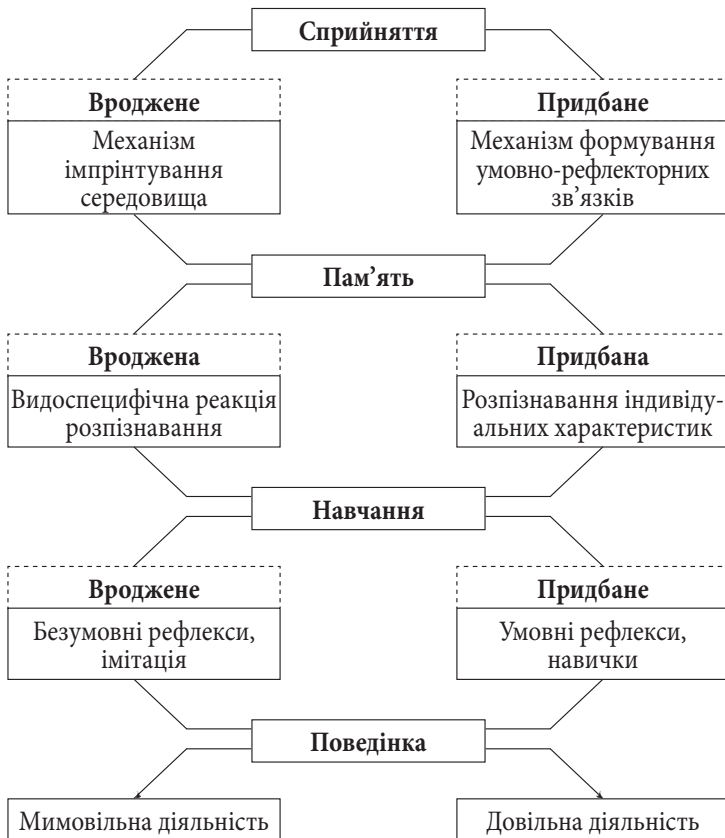 Сприйняття
Вроджене
Механізм
імпрінтування
середовища
Придбане
Механізм формування
умовно-рефлекторних
зв’язків
Пам’ять
Вроджена
Видоспецифічна реакція
розпізнавання
Придбана
Розпізнавання індивіду-
альних характеристик
Навчання
Вроджене
Безумовні рефлекси,
імітація
Придбане
Умовні рефлекси,
навички
Поведінка
Мимовільна діяльність
Довільна діяльність